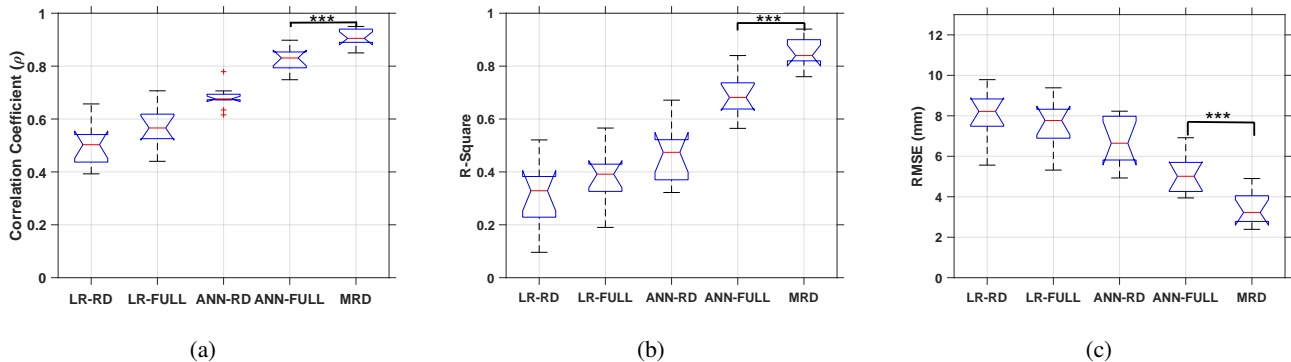 Correlation Coefficient (ρ)
1
0.8
0.6
0.4
0.2
0
***
LR-RD LR-FULL ANN-RD ANN-FULL MRD
(a)
R-Square
1
0.8
0.6
0.4
0.2
0
***
LR-RD LR-FULL ANN-RD ANN-FULL MRD
(b)
RMSE (mm)
12
10
8
6
4
2
0
***
LR-RD LR-FULL ANN-RD ANN-FULL MRD
(c)